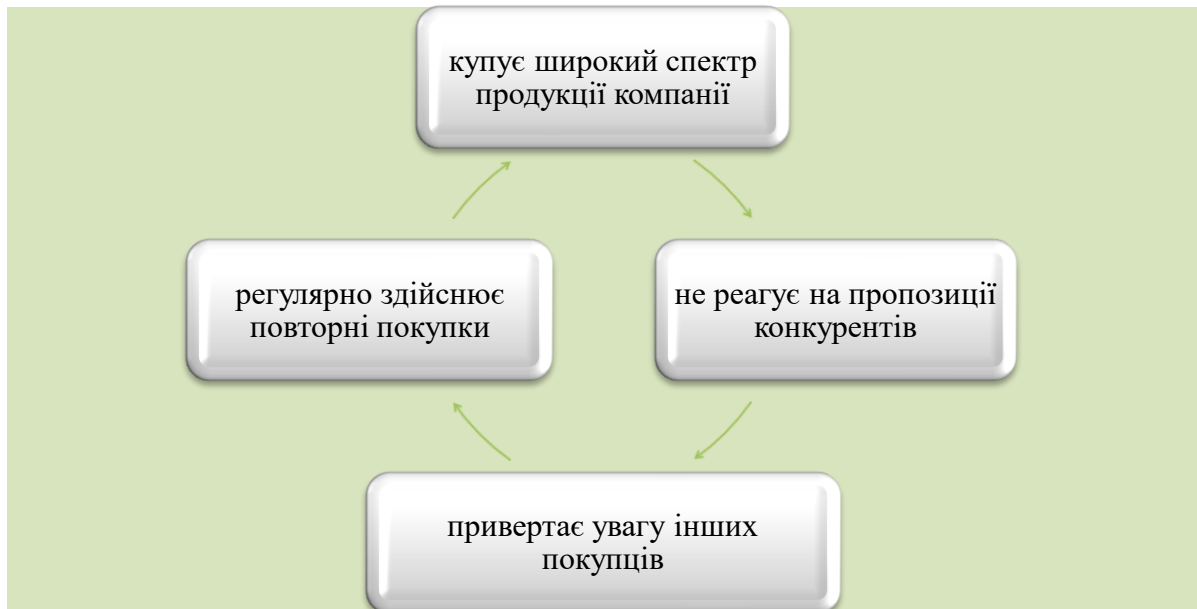 купує широкий спектр
продукції компанії
регулярно здійснює
повторні покупки
не реагує на пропозиції
конкурентів
привертає увагу інших
покупців